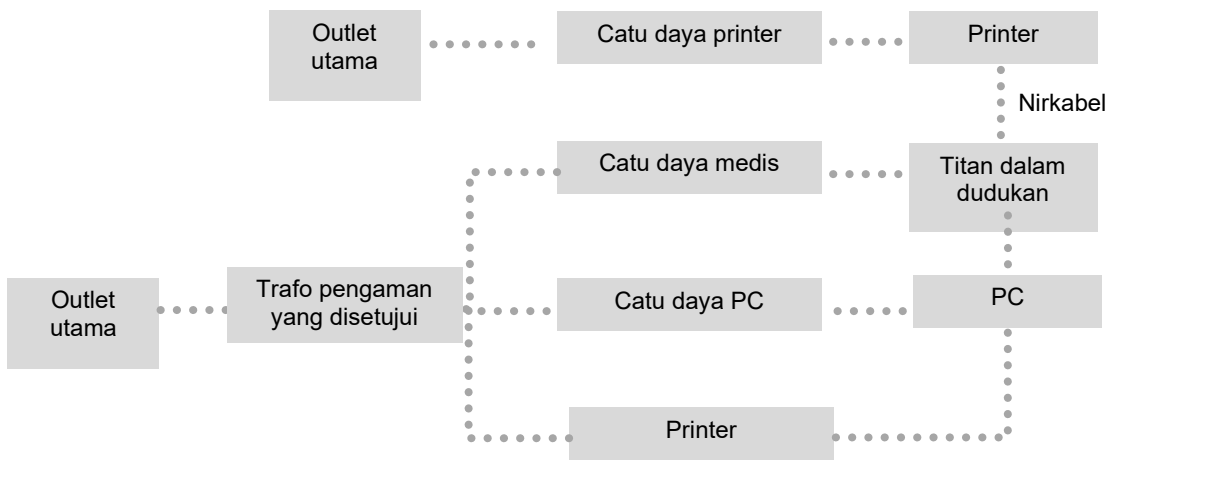 Outlet
utama
Catu daya printer
Printer
Nirkabel
Catu daya medis
Titan dalam
dudukan
Outlet
utama
Trafo pengaman
yang disetujui
Catu daya PC
PC
Printer